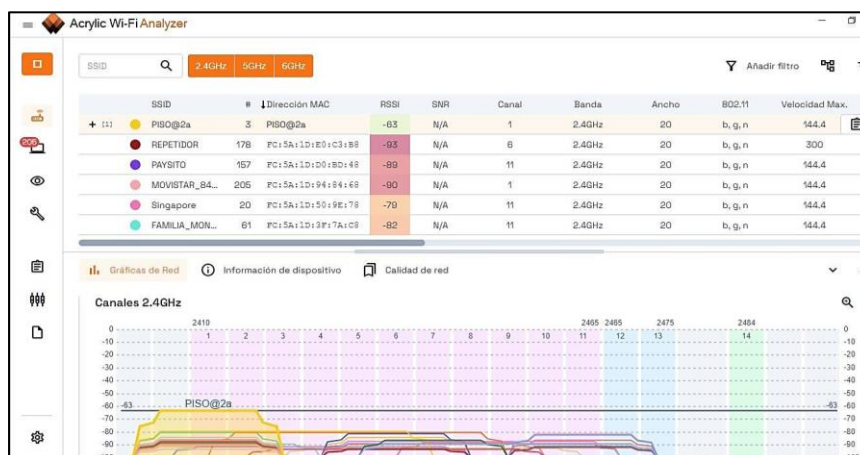 Acrylic Wi-Fi Analyzer
SSID 2.4GHz 5GHz 6GHz Añadir filtro
SSID # Dirección MAC RSSI SNR Canal Banda Ancho 802.11 Velocidad Max.
+ [1] PISO@2a 3 PISO@2a -63 N/A 1 2.4GHz 20 b, g, n 144.4
REPETIDOR 178 FC:5A:1D:E0:C3:B8 -93 N/A 6 2.4GHz 20 b, g, n 300
206
PAYSITO 157 FC:5A:1D:D0:BD:48 -89 N/A 11 2.4GHz 20 b, g, n 144.4
MOVISTAR_84... 205 FC:5A:1D:94:84:68 -90 N/A 1 2.4GHz 20 b, g, n 144.4
Singapore 20 FC:5A:1D:50:9E:78 -79 N/A 11 2.4GHz 20 b, g, n 144.4
FAMILIA_MON... 61 FC:5A:1D:3F:7A:C8 -82 N/A 11 2.4GHz 20 b, g, n 144.4
Gráficas de Red Información de dispositivo Calidad de red
Canales 2.4GHz
2410 2465 2465 2475 2484
0 1 2 3 4 5 6 7 8 9 10 11 12 13 14 0
-10 -10
-20 -20
-30 -30
-40 -40
-50 -50
-63 PISO@2a -63
-60 -60
-70 -70
-80 -80
-90 -90